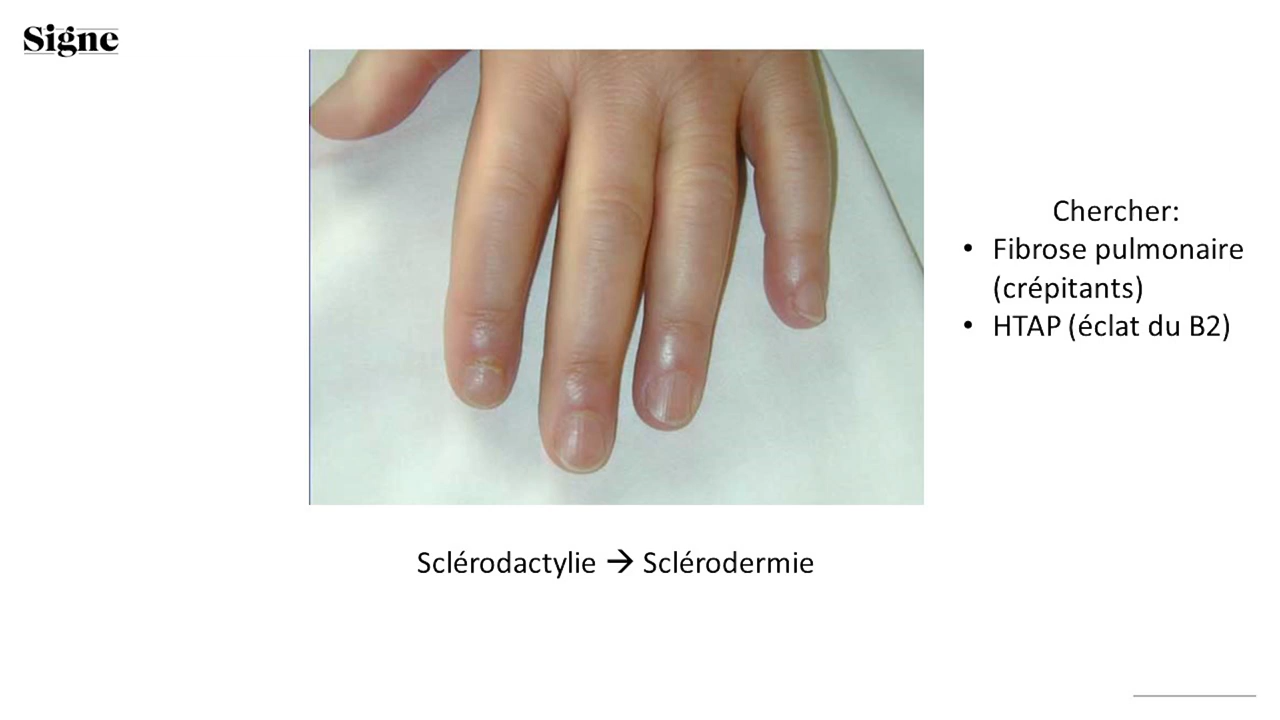 Signe
Chercher:
• Fibrose pulmonaire
(crépitants)
• HTAP (éclat du B2)
Sclérodactylie → Sclérodermie